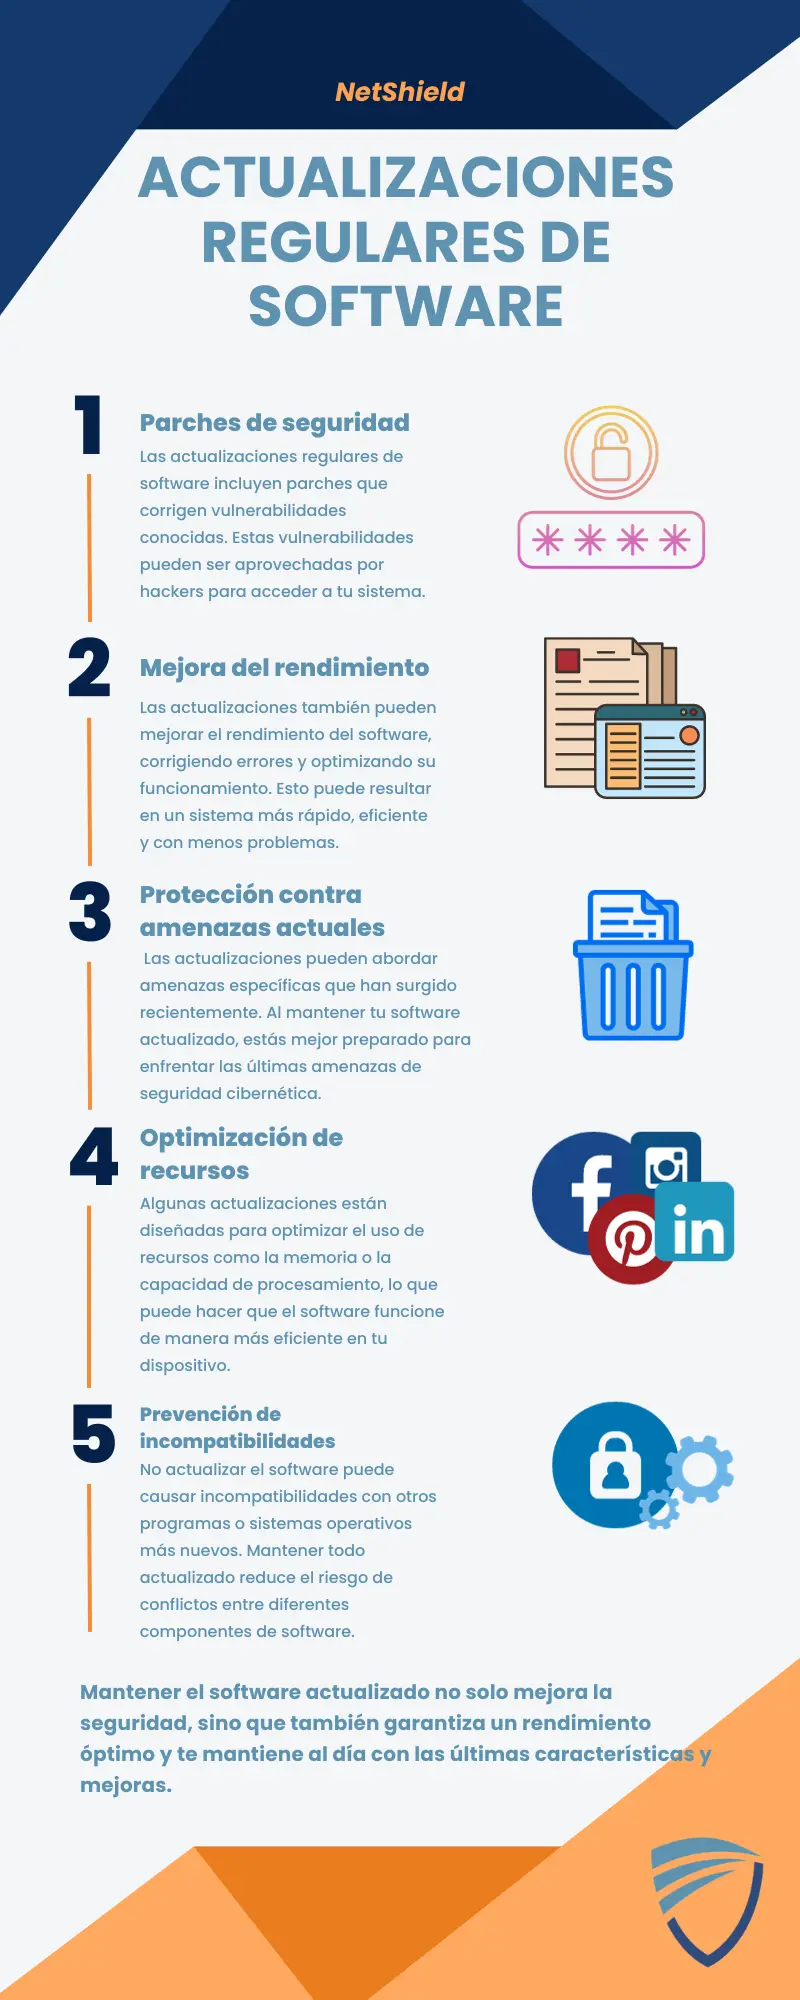 NetShield
ACTUALIZACIONES
REGULARES DE
SOFTWARE
1
Parches de seguridad
Las actualizaciones regulares de
software incluyen parches que
corrigen vulnerabilidades
conocidas. Estas vulnerabilidades
pueden ser aprovechadas por
hackers para acceder a tu sistema.
2
Mejora del rendimiento
Las actualizaciones también pueden
mejorar el rendimiento del software,
corrigiendo errores y optimizando su
funcionamiento. Esto puede resultar
en un sistema más rápido, eficiente
y con menos problemas.
3
Protección contra
amenazas actuales
Las actualizaciones pueden abordar
amenazas específicas que han surgido
recientemente. Al mantener tu software
actualizado, estás mejor preparado para
enfrentar las últimas amenazas de
seguridad cibernética.
4
Optimización de
recursos
Algunas actualizaciones están
diseñadas para optimizar el uso de
recursos como la memoria o la
capacidad de procesamiento, lo que
puede hacer que el software funcione
de manera más eficiente en tu
dispositivo.
f
in
5
Prevención de
incompatibilidades
No actualizar el software puede
causar incompatibilidades con otros
programas o sistemas operativos
más nuevos. Mantener todo
actualizado reduce el riesgo de
conflictos entre diferentes
componentes de software.
Mantener el software actualizado no solo mejora la
seguridad, sino que también garantiza un rendimiento
óptimo y te mantiene al día con las últimas características y
mejoras.